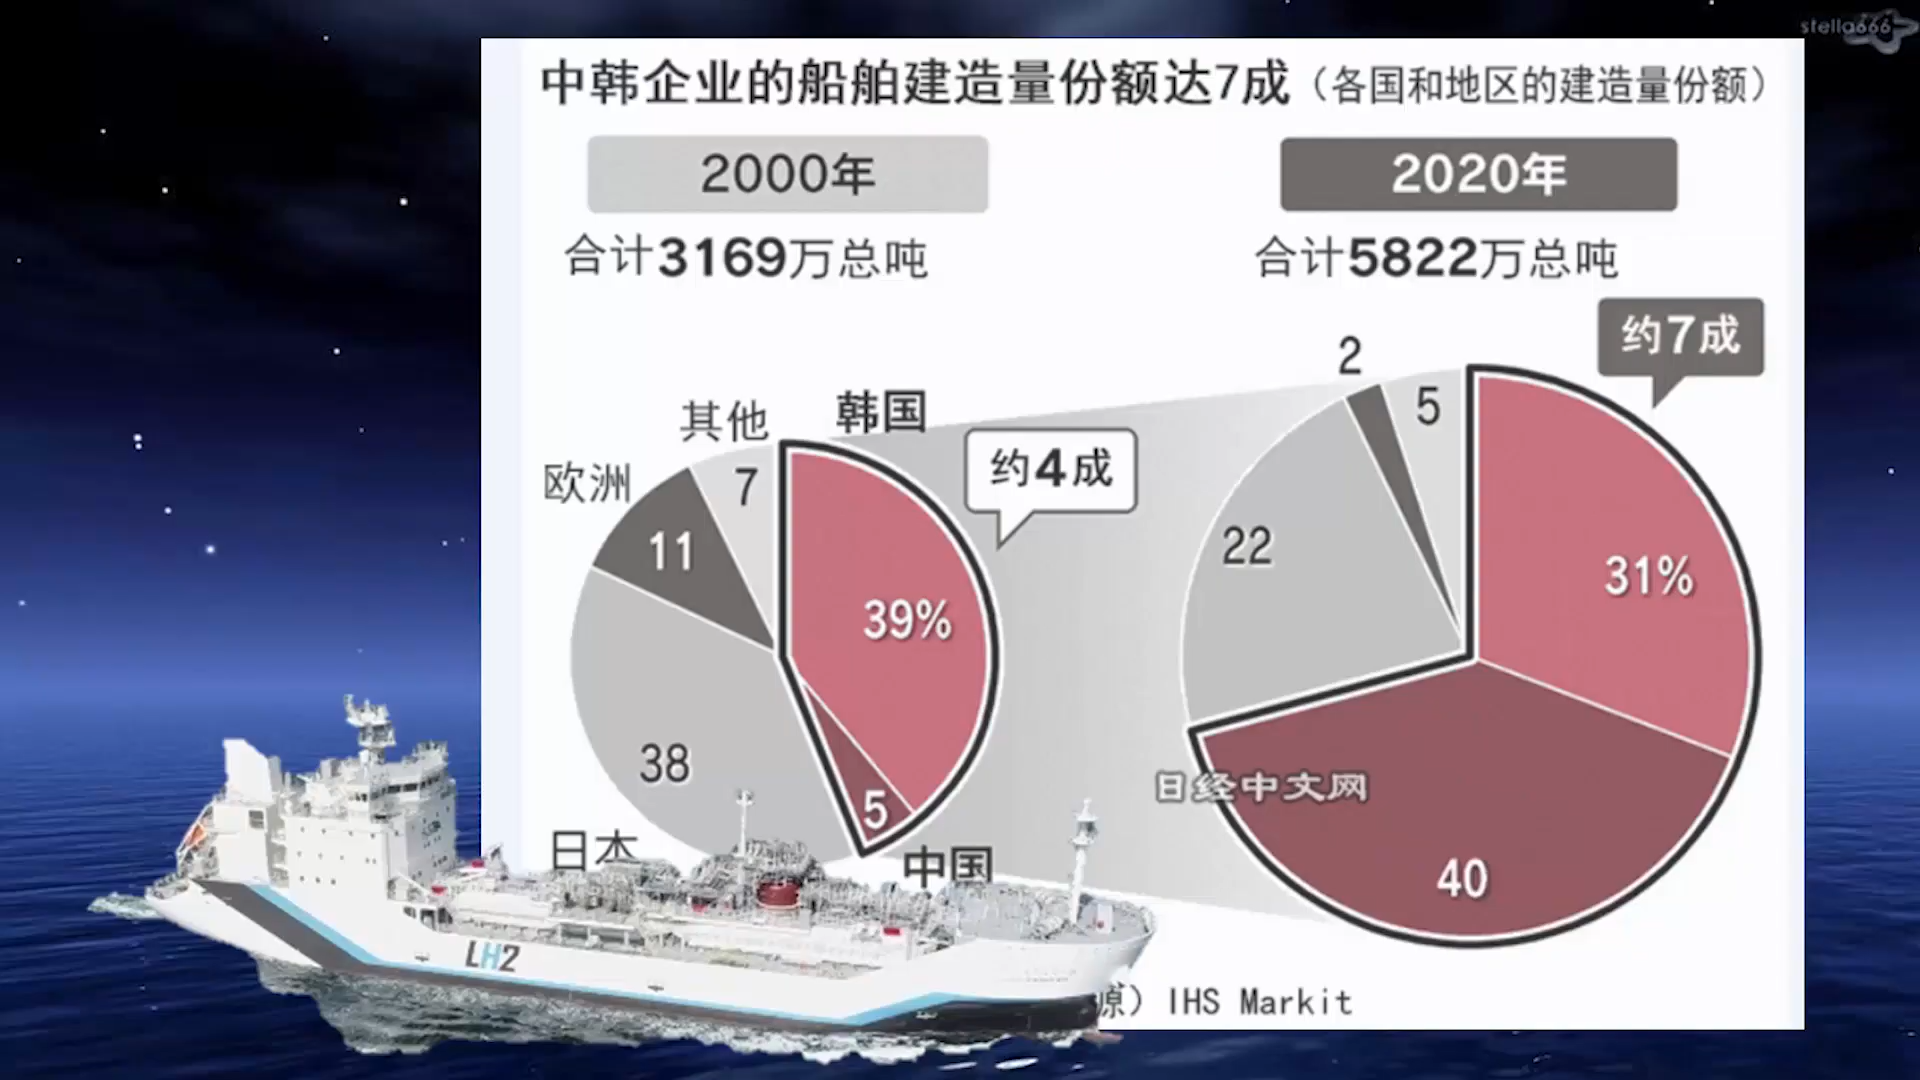 stella666
中韩企业的船舶建造量份额达7成（各国和地区的建造量份额）
2000年
2020年
合计3169万总吨
合计5822万总吨
约7成
2
5
韩国
其他
约4成
欧洲
7
11
22
39%
31%
38
5
日经中文网
日本
中国
40
LH2
源）IHS Markit